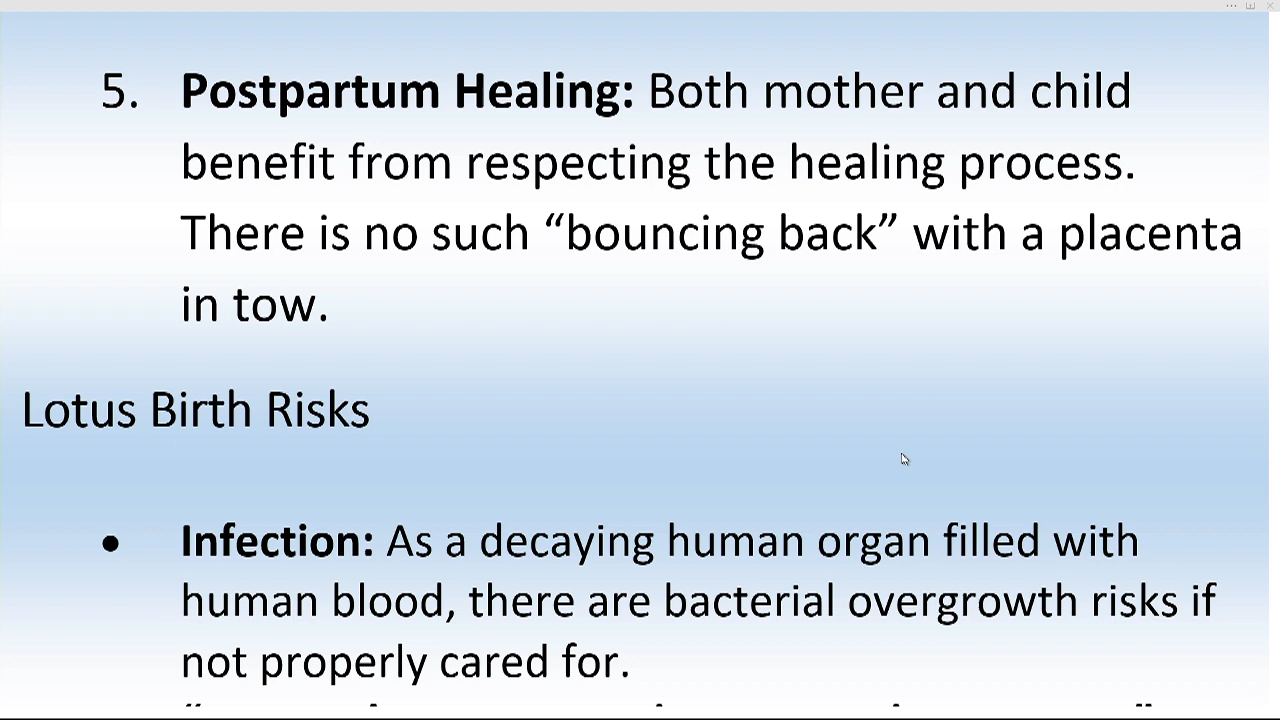 5. Postpartum Healing: Both mother and child
benefit from respecting the healing process.
There is no such “bouncing back” with a placenta
in tow.
Lotus Birth Risks
• Infection: As a decaying human organ filled with
human blood, there are bacterial overgrowth risks if
not properly cared for.